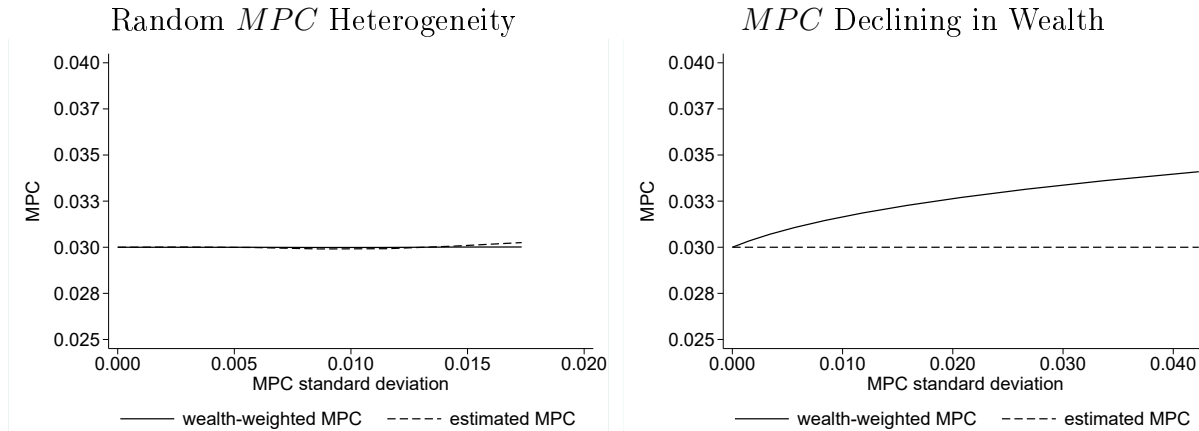 Random MPC Heterogeneity
0.040
0.037
0.035
0.033
0.030
0.028
0.025
MPC
0.000 0.005 0.010 0.015 0.020
MPC standard deviation
wealth-weighted MPC estimated MPC
MPC Declining in Wealth
0.040
0.037
0.035
0.033
0.030
0.028
0.025
MPC
0.000 0.010 0.020 0.030 0.040
MPC standard deviation
wealth-weighted MPC estimated MPC